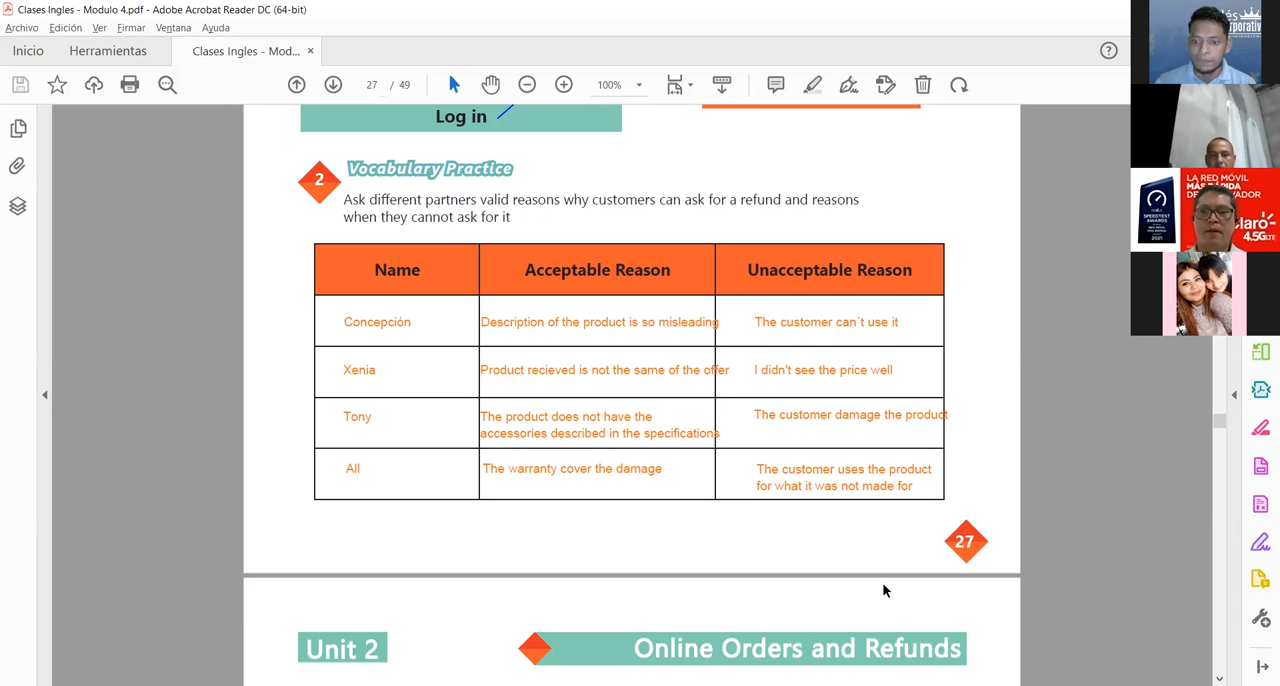 Clases Ingles - Modulo 4.pdf - Adobe Acrobat Reader DC (64-bit)
Archivo Edición Ver Firmar Ventana Ayuda
Inicio Herramientas Clases Ingles - Mod... ×
27 / 49 100%
Log in
2 Vocabulary Practice
Ask different partners valid reasons why customers can ask for a refund and reasons
when they cannot ask for it
Name Acceptable Reason Unacceptable Reason
Concepción Description of the product is so misleading The customer can´t use it
Xenia Product recieved is not the same of the offer I didn't see the price well
Tony The product does not have the
accessories described in the specifications The customer damage the product
All The warranty cover the damage The customer uses the product
for what it was not made for
27
Unit 2 Online Orders and Refunds
LA RED MÓVIL
MÁS RÁPIDA
SPEEDTEST
AWARDS
2021
Claro
4.5G LTE